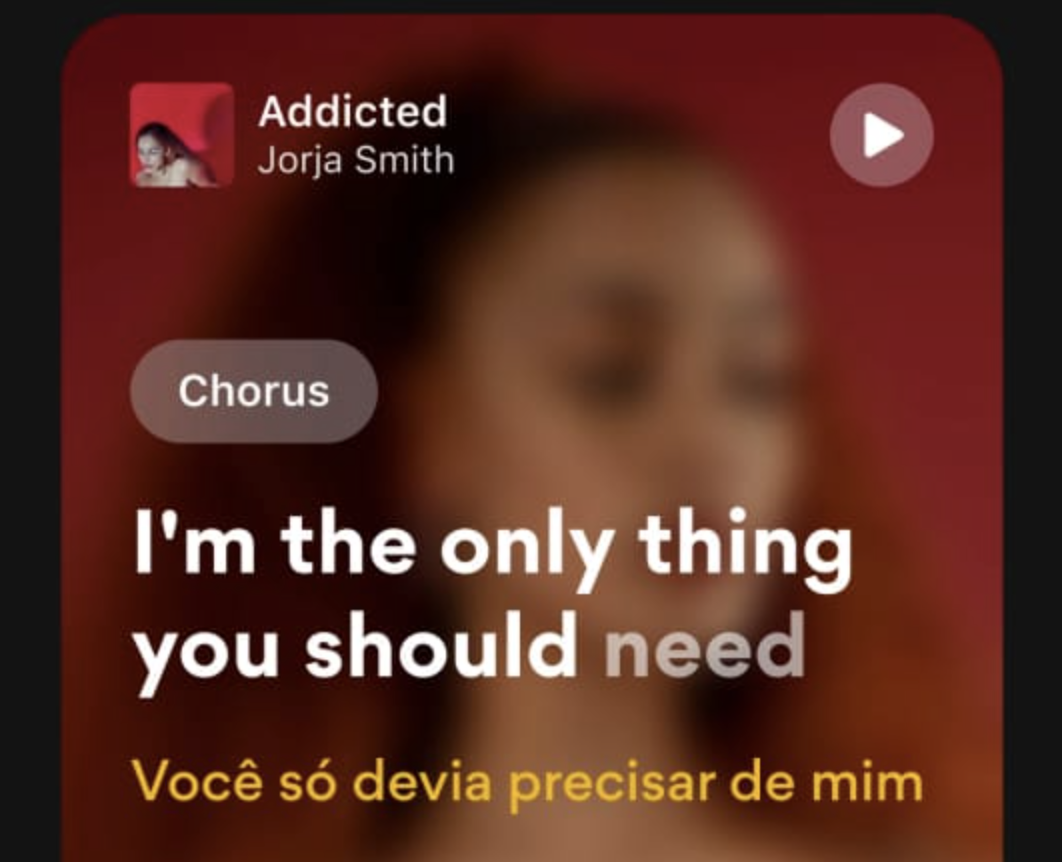 Addicted
Jorja Smith
Chorus
I'm the only thing
you should need
Você só devia precisar de mim